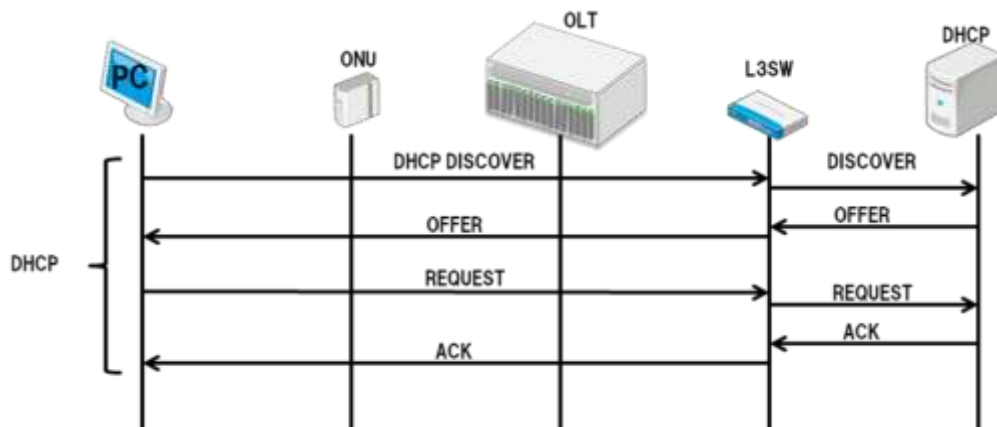 OLT
DHCP
ONU
L3SW
PC
DHCP DISCOVER
DISCOVER
OFFER
OFFER
DHCP
REQUEST
REQUEST
ACK
ACK